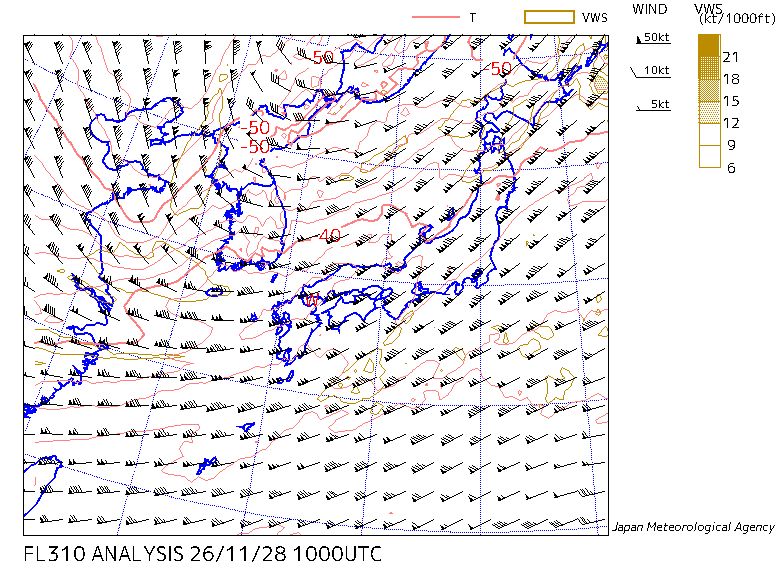 T
VWS
WIND
VWS
(kt/1000ft)
50kt
10kt
5kt
21
18
15
12
9
6
-50
-50
-50
-50
-40
Japan Meteorological Agency
FL310 ANALYSIS 26/11/28 1000UTC